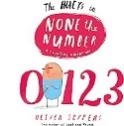 THE HUEYS in
NONE THE
NUMBER
0123
OLIVER JEFFERS